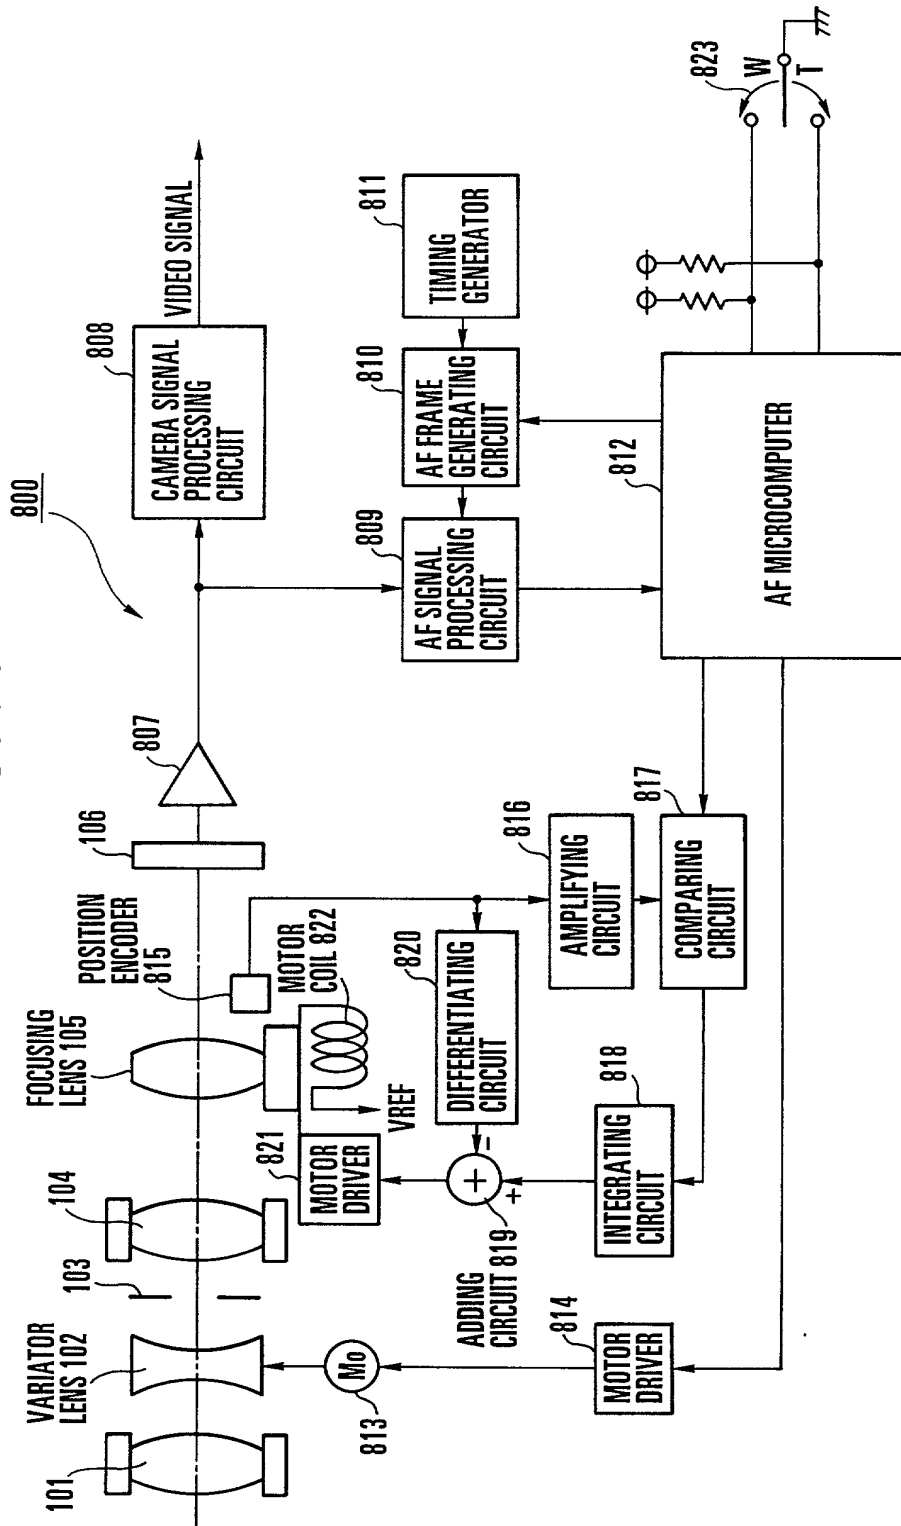 800
VIDEO SIGNAL
808
CAMERA SIGNAL
PROCESSING
CIRCUIT
811
TIMING
GENERATOR
810
AF FRAME
GENERATING
CIRCUIT
809
AF SIGNAL
PROCESSING
CIRCUIT
823
W
T
812
AF MICROCOMPUTER
807
106
POSITION
ENCODER
815
FOCUSING
LENS 105
MOTOR
COIL 822
VREF
104
103
VARIATOR
LENS 102
101
821
MOTOR
DRIVER
820
DIFFERENTIATING
CIRCUIT
816
AMPLIFYING
CIRCUIT
817
COMPARING
CIRCUIT
818
INTEGRATING
CIRCUIT
-
+
+
ADDING
CIRCUIT 819
814
MOTOR
DRIVER
Mo
813